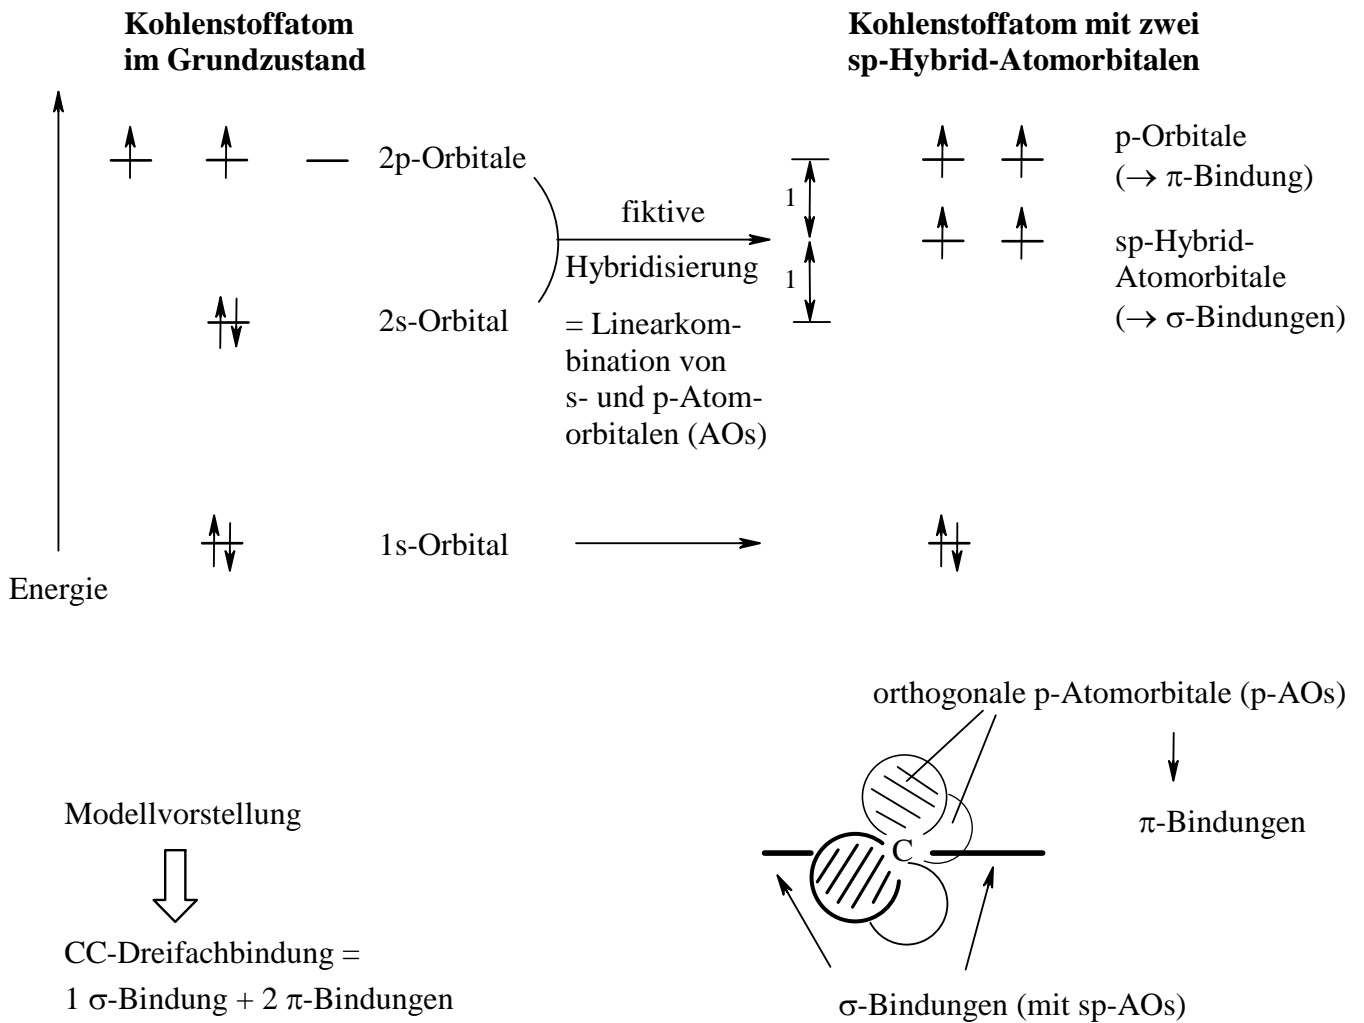 Kohlenstoffatom
im Grundzustand
Kohlenstoffatom mit zwei
sp-Hybrid-Atomorbitalen
2p-Orbitale
p-Orbitale
(→ π-Bindung)
1
fiktive
Hybridisierung
sp-Hybrid-
Atomorbitale
(→ σ-Bindungen)
1
2s-Orbital
= Linearkom-
bination von
s- und p-Atom-
orbitalen (AOs)
1s-Orbital
Energie
orthogonale p-Atomorbitale (p-AOs)
π-Bindungen
C
σ-Bindungen (mit sp-AOs)
Modellvorstellung
CC-Dreifachbindung =
1 σ-Bindung + 2 π-Bindungen